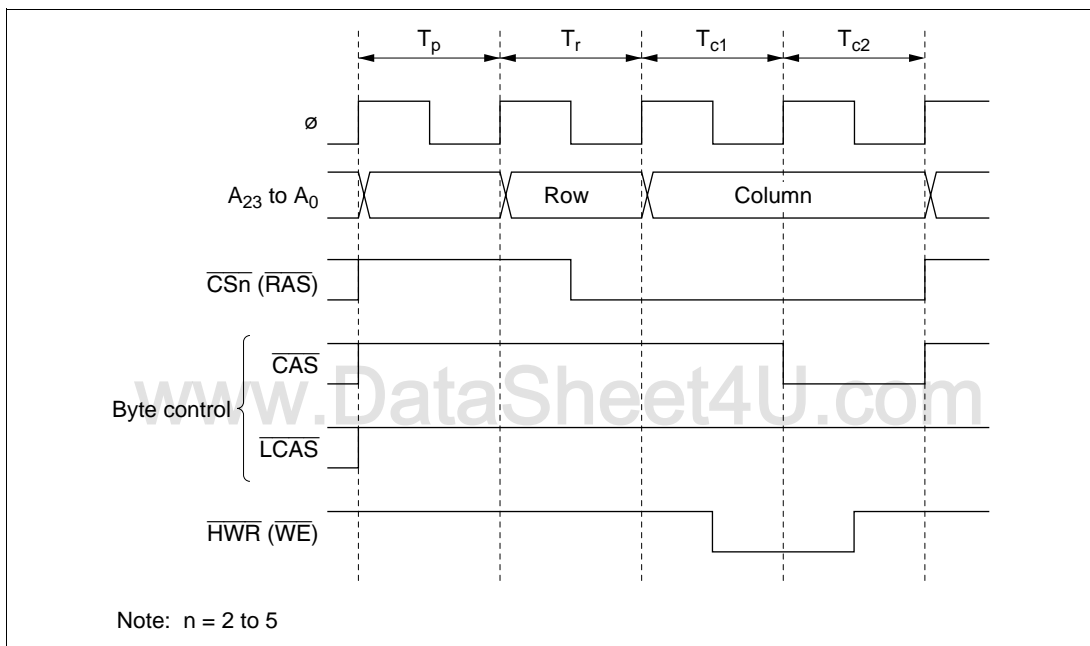 Tp Tr Tc1 Tc2
ø
A23 to A0 Row Column
CSn (RAS)
CAS
www.DataSheet4U.com
Byte control
LCAS
HWR (WE)
Note: n = 2 to 5